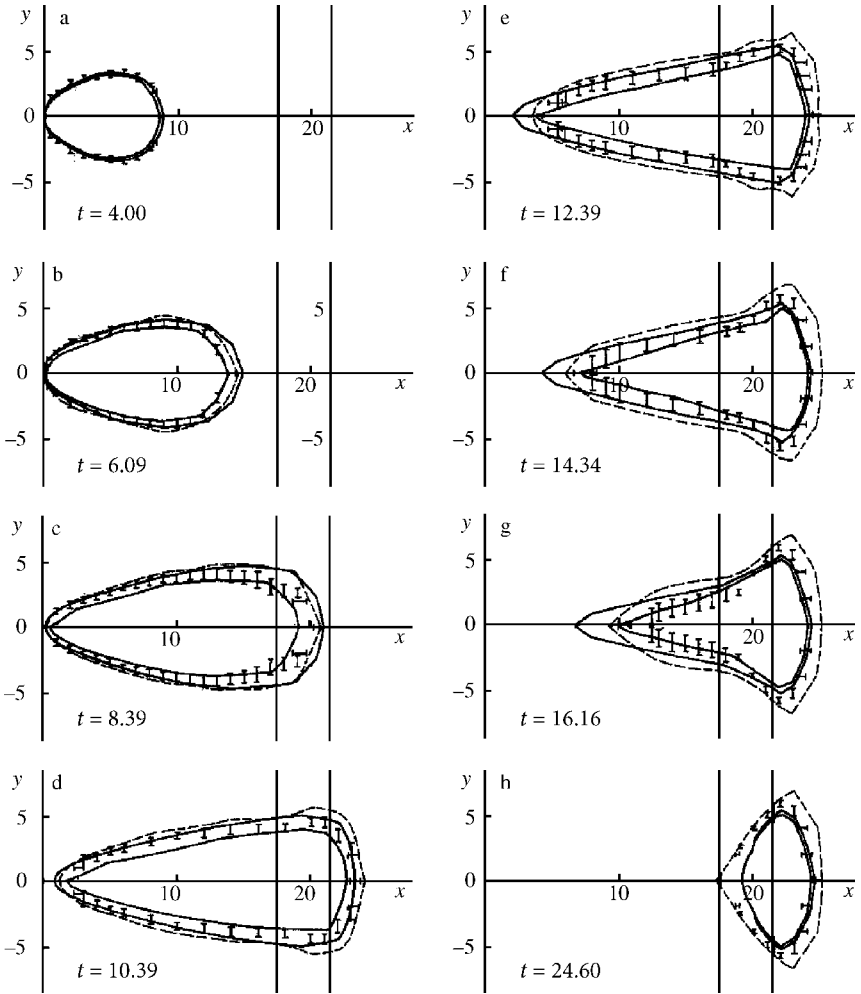 y a
5
0 10 20 x
−5
t = 4.00
y b
5 5
0 10 x
−5 −5
t = 6.09
y c
5
0 10 20 x
−5
t = 8.39
y d
5
0 10 20 x
−5
t = 10.39
y e
5
0 10 20 x
−5
t = 12.39
y f
5
0 10 20 x
−5
t = 14.34
y g
5
0 20 x
−5
t = 16.16
y h
5
0 10 20 x
−5
t = 24.60